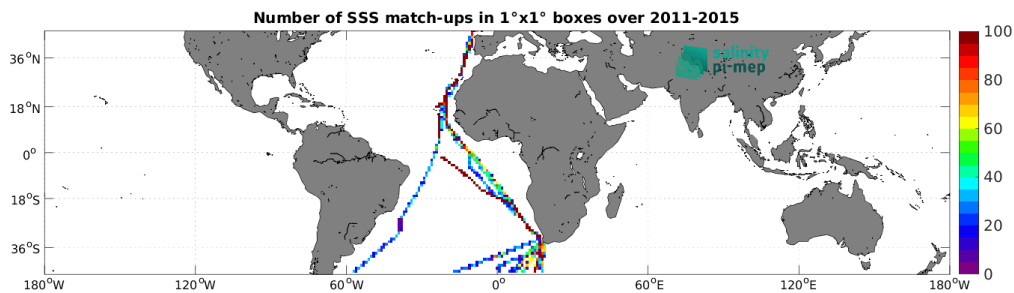 Number of SSS match-ups in 1°x1° boxes over 2011-2015
salinity
pi-mep
36°N
18°N
0°
18°S
36°S
180°W 120°W 60°W 0° 60°E 120°E 180°W
100
80
60
40
20
0